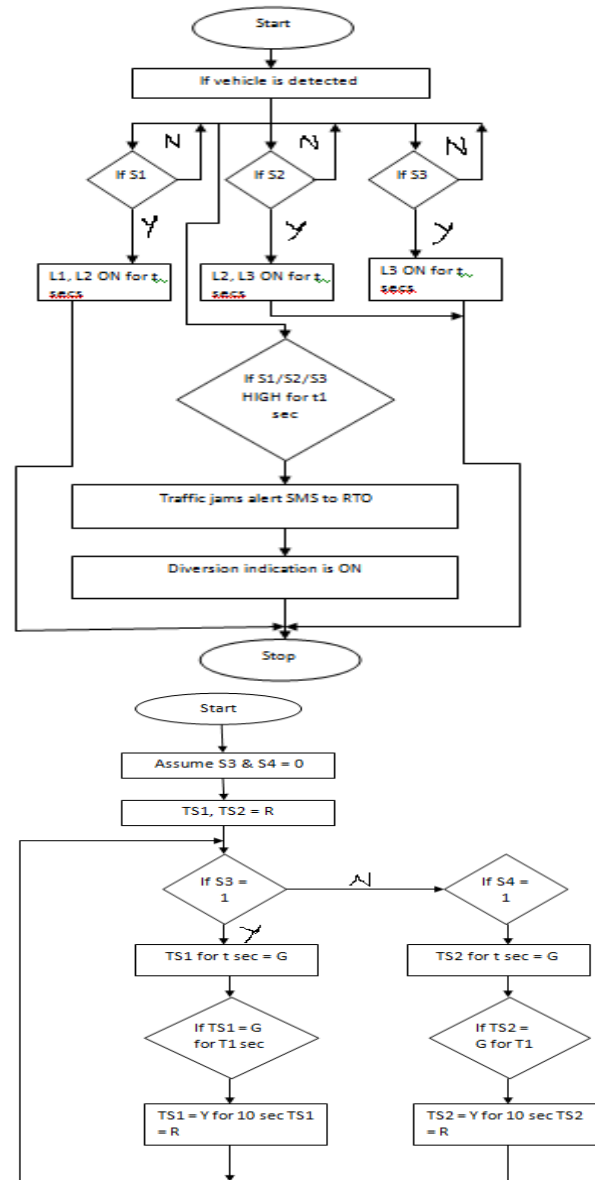 Start
If vehicle is detected
N
N
N
If S1
If S2
If S3
Y
Y
Y
L1, L2 ON for t
secs
L2, L3 ON for t
secs
L3 ON for t
secs
If S1/S2/S3
HIGH for t1
sec
Traffic jams alert SMS to RTO
Diversion indication is ON
Stop
Start
Assume S3 & S4 = 0
TS1, TS2 = R
If S3 =
1
N
If S4 =
1
Y
TS1 for t sec = G
TS2 for t sec = G
If TS1 = G
for T1 sec
If TS2 =
G for T1
TS1 = Y for 10 sec TS1
= R
TS2 = Y for 10 sec TS2
= R